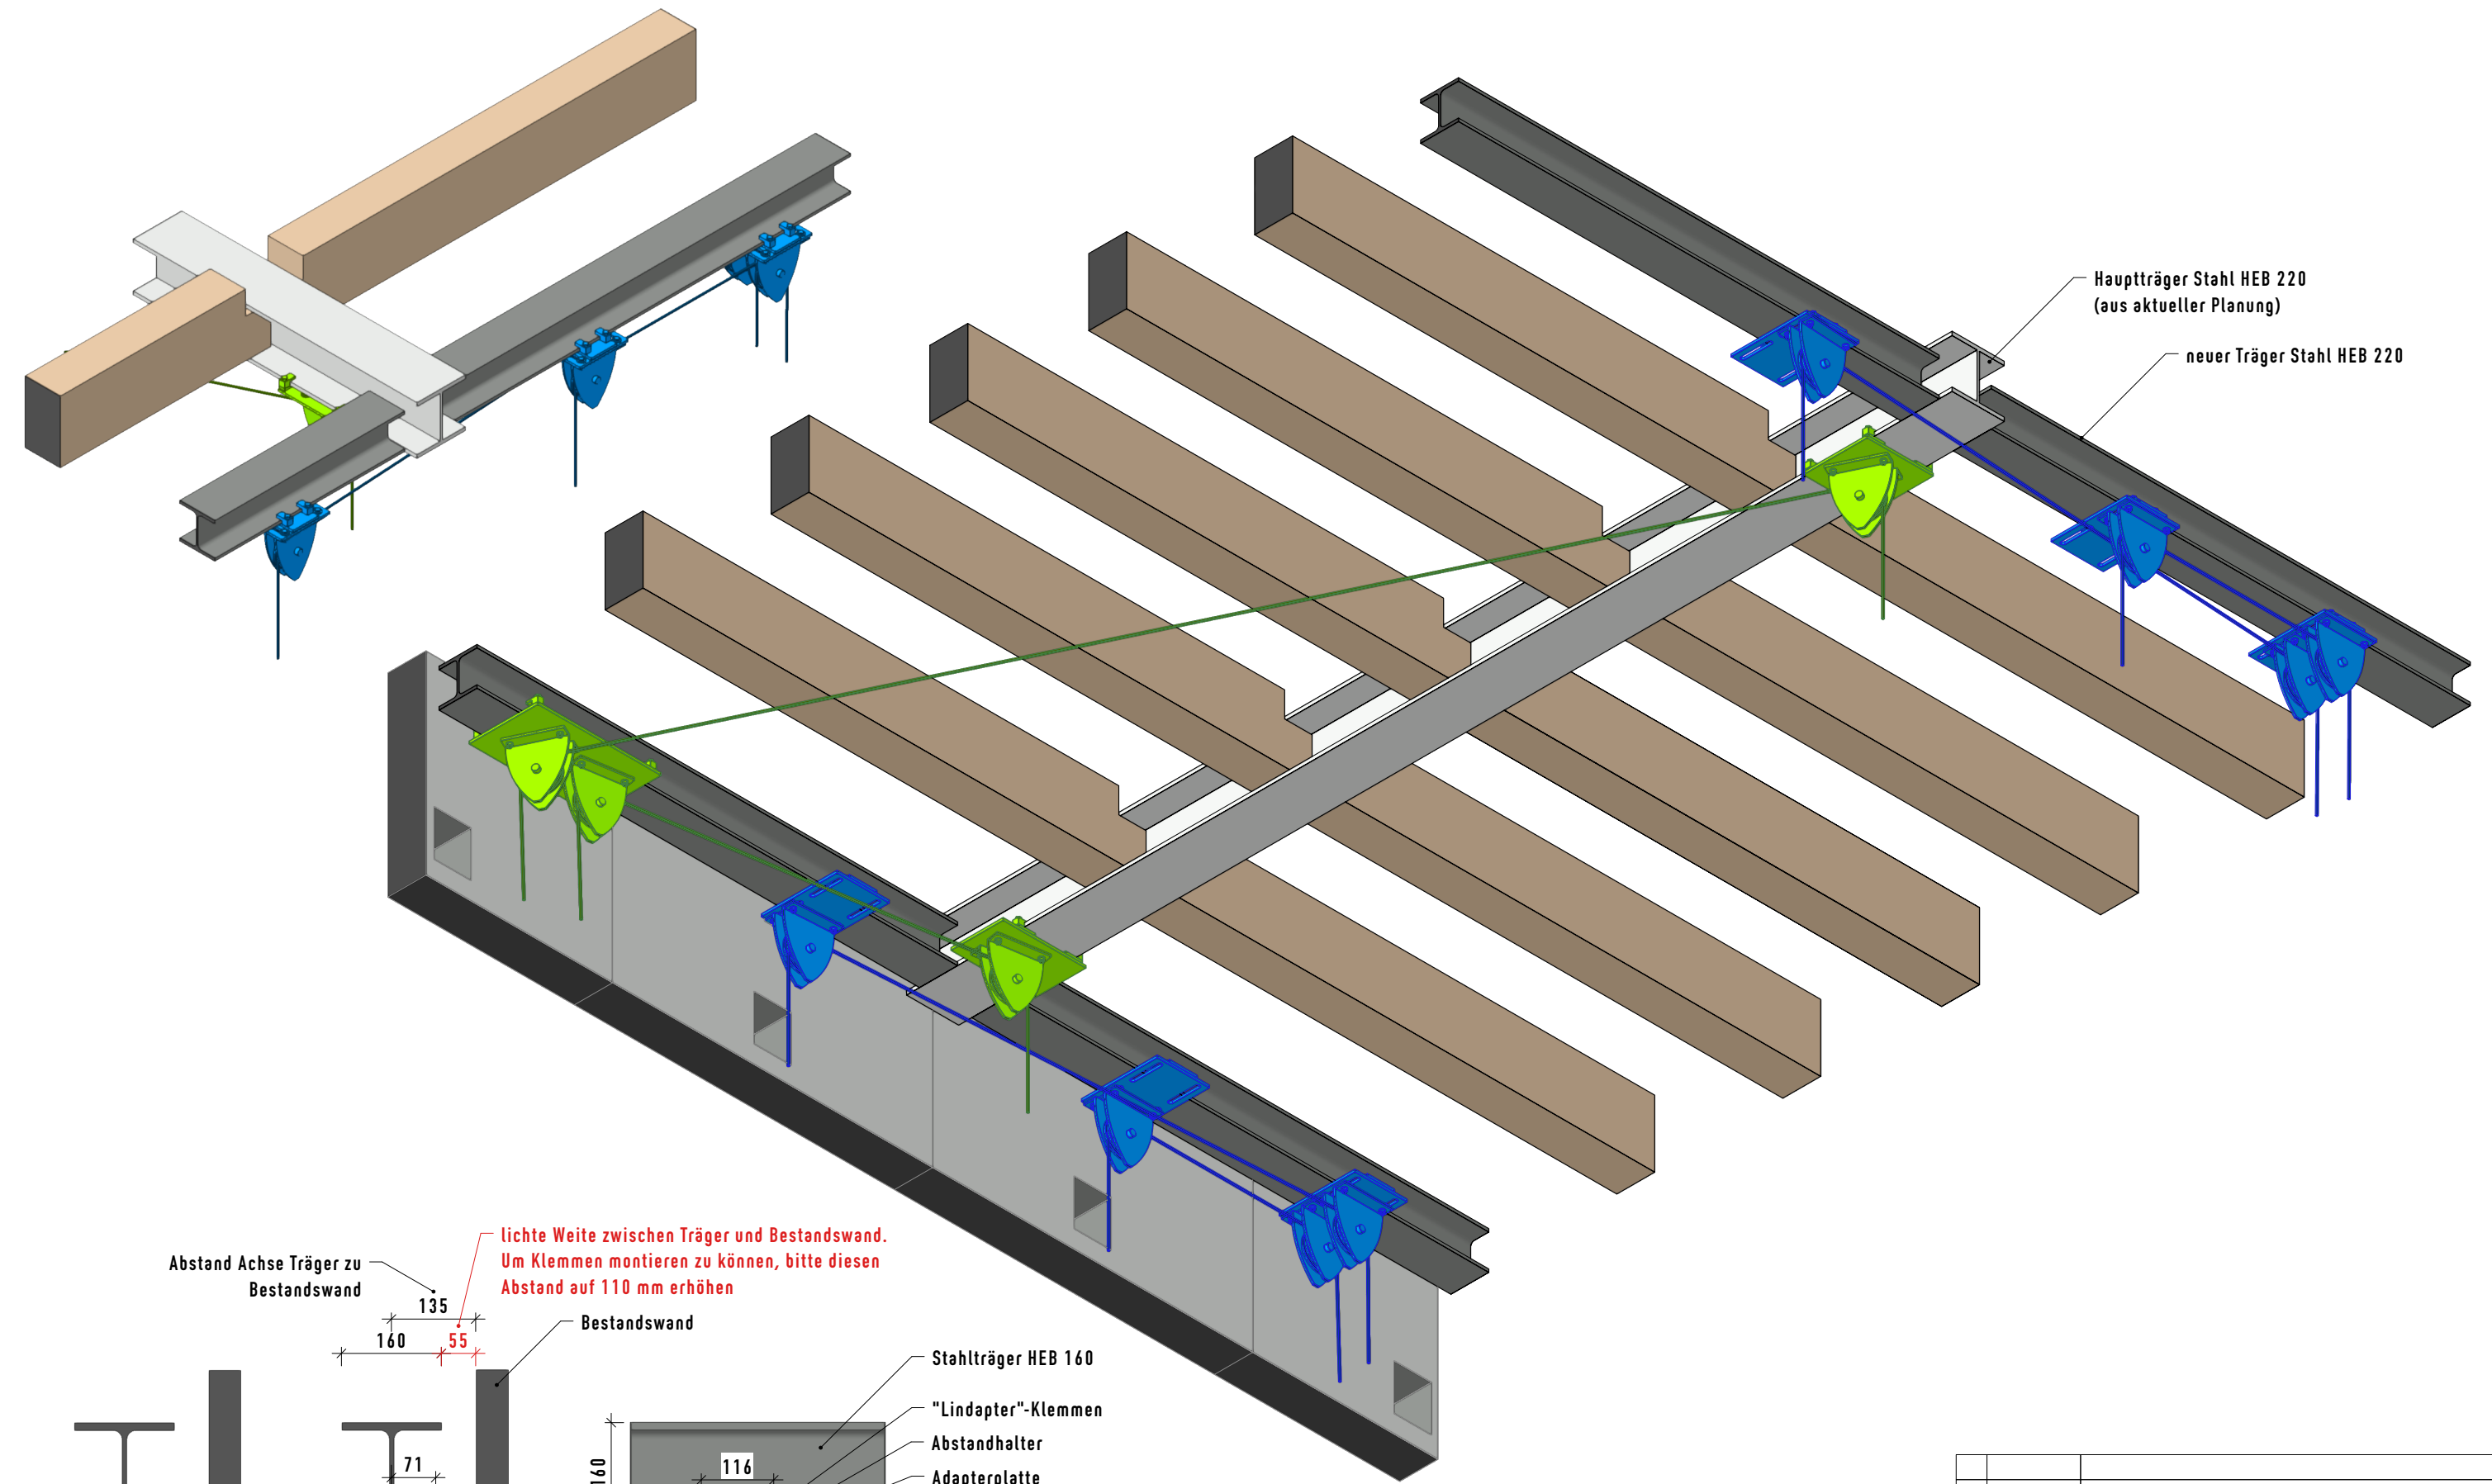 Hauptträger Stahl HEB 220
(aus aktueller Planung)
neuer Träger Stahl HEB 220
lichte Weite zwischen Träger und Bestandswand.
Um Klemmen montieren zu können, bitte diesen
Abstand auf 110 mm erhöhen
Abstand Achse Träger zu
Bestandswand
135
160
55
Bestandswand
Stahlträger HEB 160
"Lindapter"-Klemmen
Abstandhalter
Adapterplatte
71
160
116